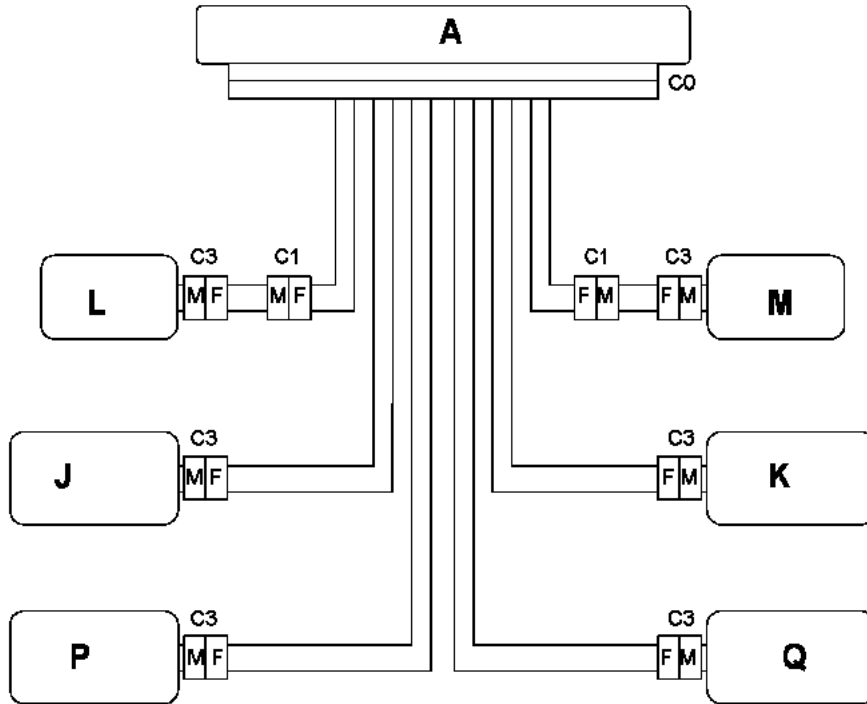 A
C0
C3 C1 C1 C3
L M F M F F M F M M
C3 C3
J M F F M K
C3 C3
P M F F M Q